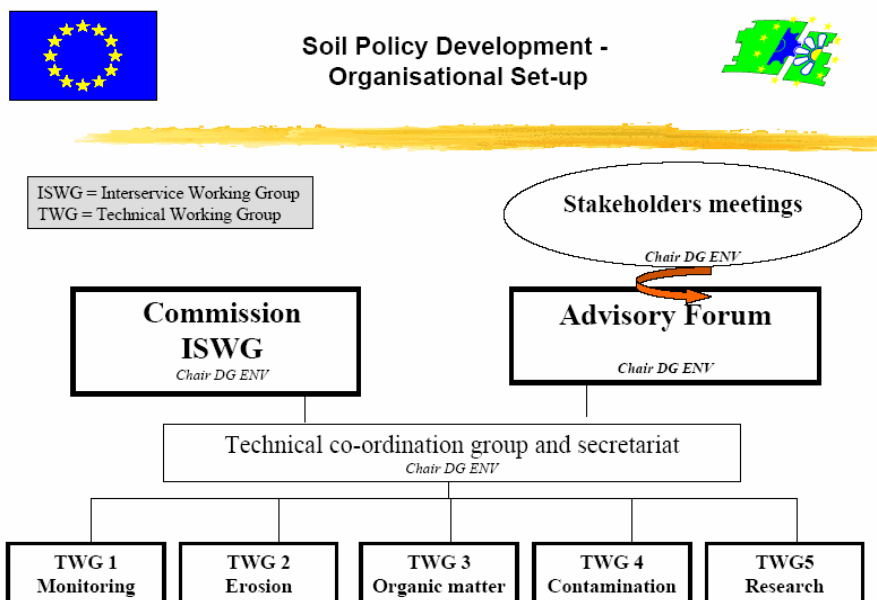 Soil Policy Development -
Organisational Set-up
ISWG = Interservice Working Group
TWG = Technical Working Group
Stakeholders meetings
Chair DG ENV
Commission
ISWG
Chair DG ENV
Advisory Forum
Chair DG ENV
Technical co-ordination group and secretariat
Chair DG ENV
TWG 1
Monitoring
TWG 2
Erosion
TWG 3
Organic matter
TWG 4
Contamination
TWG5
Research